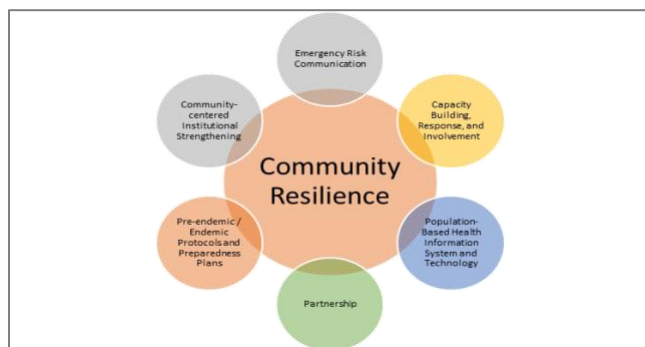 Emergency Risk
Communication
Community-
centered
Institutional
Strengthening
Capacity
Building,
Response, and
Involvement
Community
Resilience
Pre-endemic /
Endemic
Protocols and
Preparedness
Plans
Population-
Based Health
Information
System and
Technology
Partnership